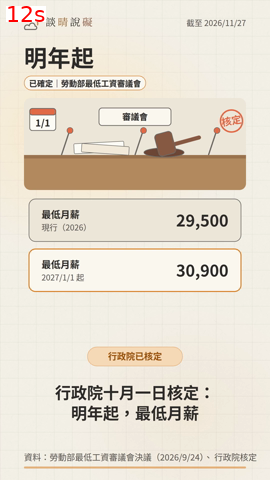 12s
談晴說礙
截至 2026/11/27
明年起
已確定｜勞動部最低工資審議會
1/1
審議會
核定
最低月薪
現行（2026）
29,500
最低月薪
2027/1/1 起
30,900
行政院已核定
行政院十月一日核定：
明年起，最低月薪
資料：勞動部最低工資審議會決議（2026/9/24）、行政院核定